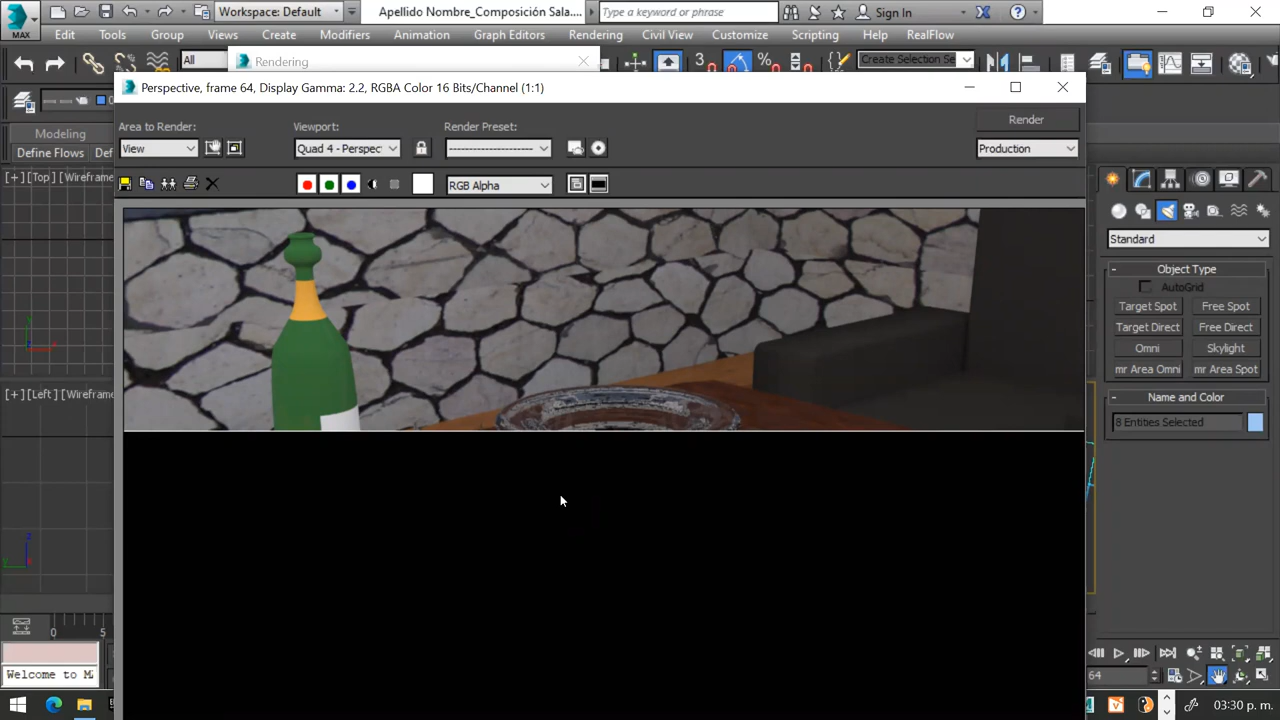 Workspace: Default
Apellido Nombre_Composición Sala....
Type a keyword or phrase
Sign In
MAX
Edit
Tools
Group
Views
Create
Modifiers
Animation
Graph Editors
Rendering
Civil View
Customize
Scripting
Help
RealFlow
All
Rendering
3
%
Create Selection Se
Perspective, frame 64, Display Gamma: 2.2, RGBA Color 16 Bits/Channel (1:1)
Area to Render:
Viewport:
Render Preset:
Render
View
Quad 4 - Perspec
--------------------
Production
RGB Alpha
Modeling
Define Flows
Def
[+] [Top] [Wireframe
[+] [Left] [Wireframe
Standard
- Object Type
AutoGrid
Target Spot
Free Spot
Target Direct
Free Direct
Omni
Skylight
mr Area Omni
mr Area Spot
- Name and Color
8 Entities Selected
0
5
64
Welcome to M
03:30 p. m.